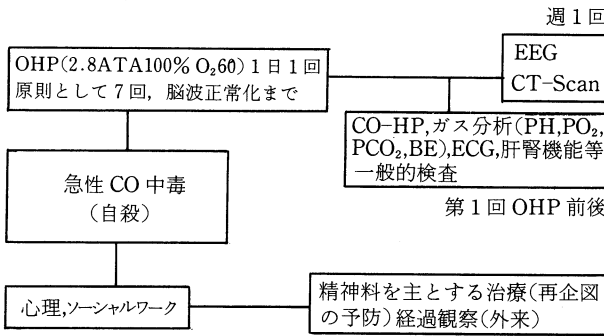 週1回
OHP(2.8ATA100% O₂60)1日1回
原則として7回, 脳波正常化まで
EEG
CT-Scan
CO-HP,ガス分析(PH,PO₂,
PCO₂,BE),ECG,肝腎機能等
一般的検査
第1回OHP前後
急性CO中毒
(自殺)
心理,ソーシャルワーク
精神料を主とする治療(再企図
の予防)経過観察(外来)